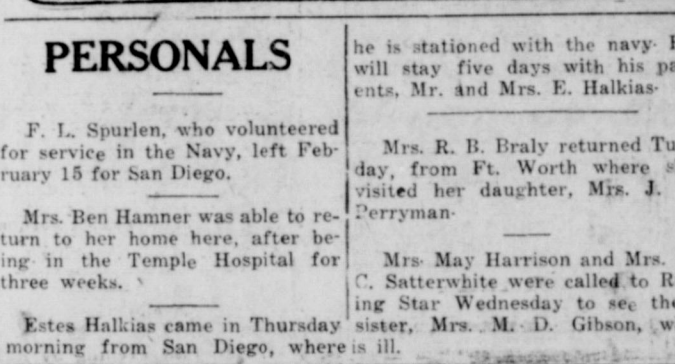 PERSONALS
F. L. Spurlen, who volunteered
for service in the Navy, left Feb-
ruary 15 for San Diego.
Mrs. Ben Hamner was able to re-
turn to her home here, after be-
ing in the Temple Hospital for
three weeks.
Estes Halkias came in Thursday
morning from San Diego, where
he is stationed with the navy.
will stay five days with his
ents, Mr. and Mrs. E. Halkias.
Mrs. R. B. Braly returned
day, from Ft. Worth where
visited her daughter, Mrs. J.
Perryman.
Mrs. May Harrison and Mrs.
C. Satterwhite were called to
ing Star Wednesday to see
sister, Mrs. M. D. Gibson,
is ill.